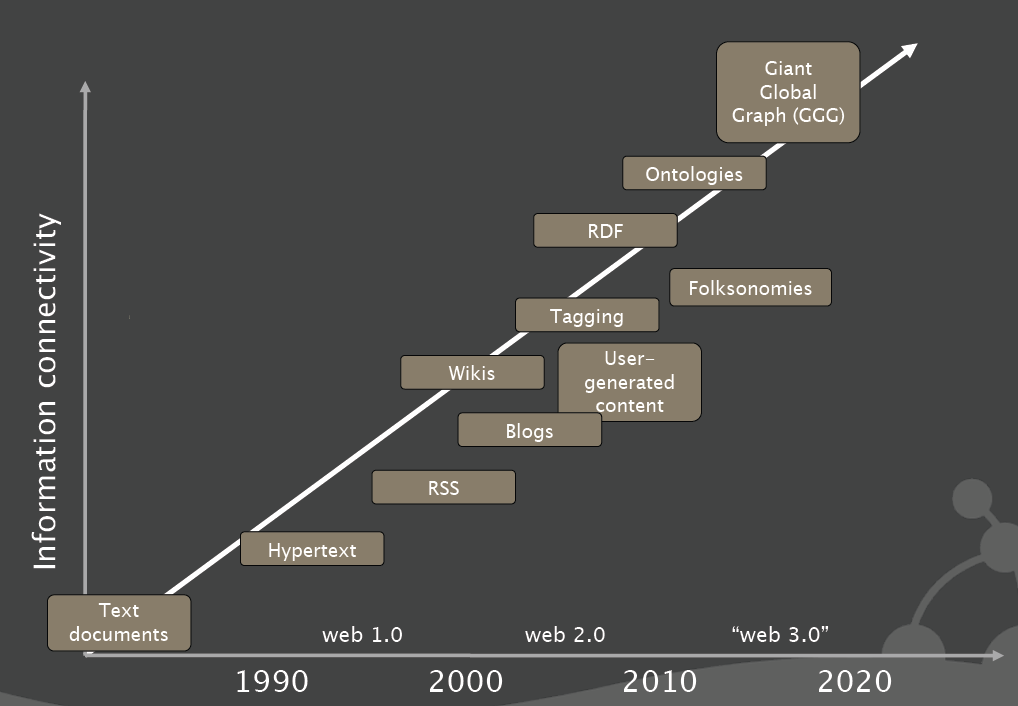 Giant
Global
Graph (GGG)
Ontologies
RDF
Folksonomies
Tagging
User-
generated
content
Wikis
Blogs
RSS
Hypertext
Text
documents
Information connectivity
web 1.0
web 2.0
“web 3.0”
1990
2000
2010
2020